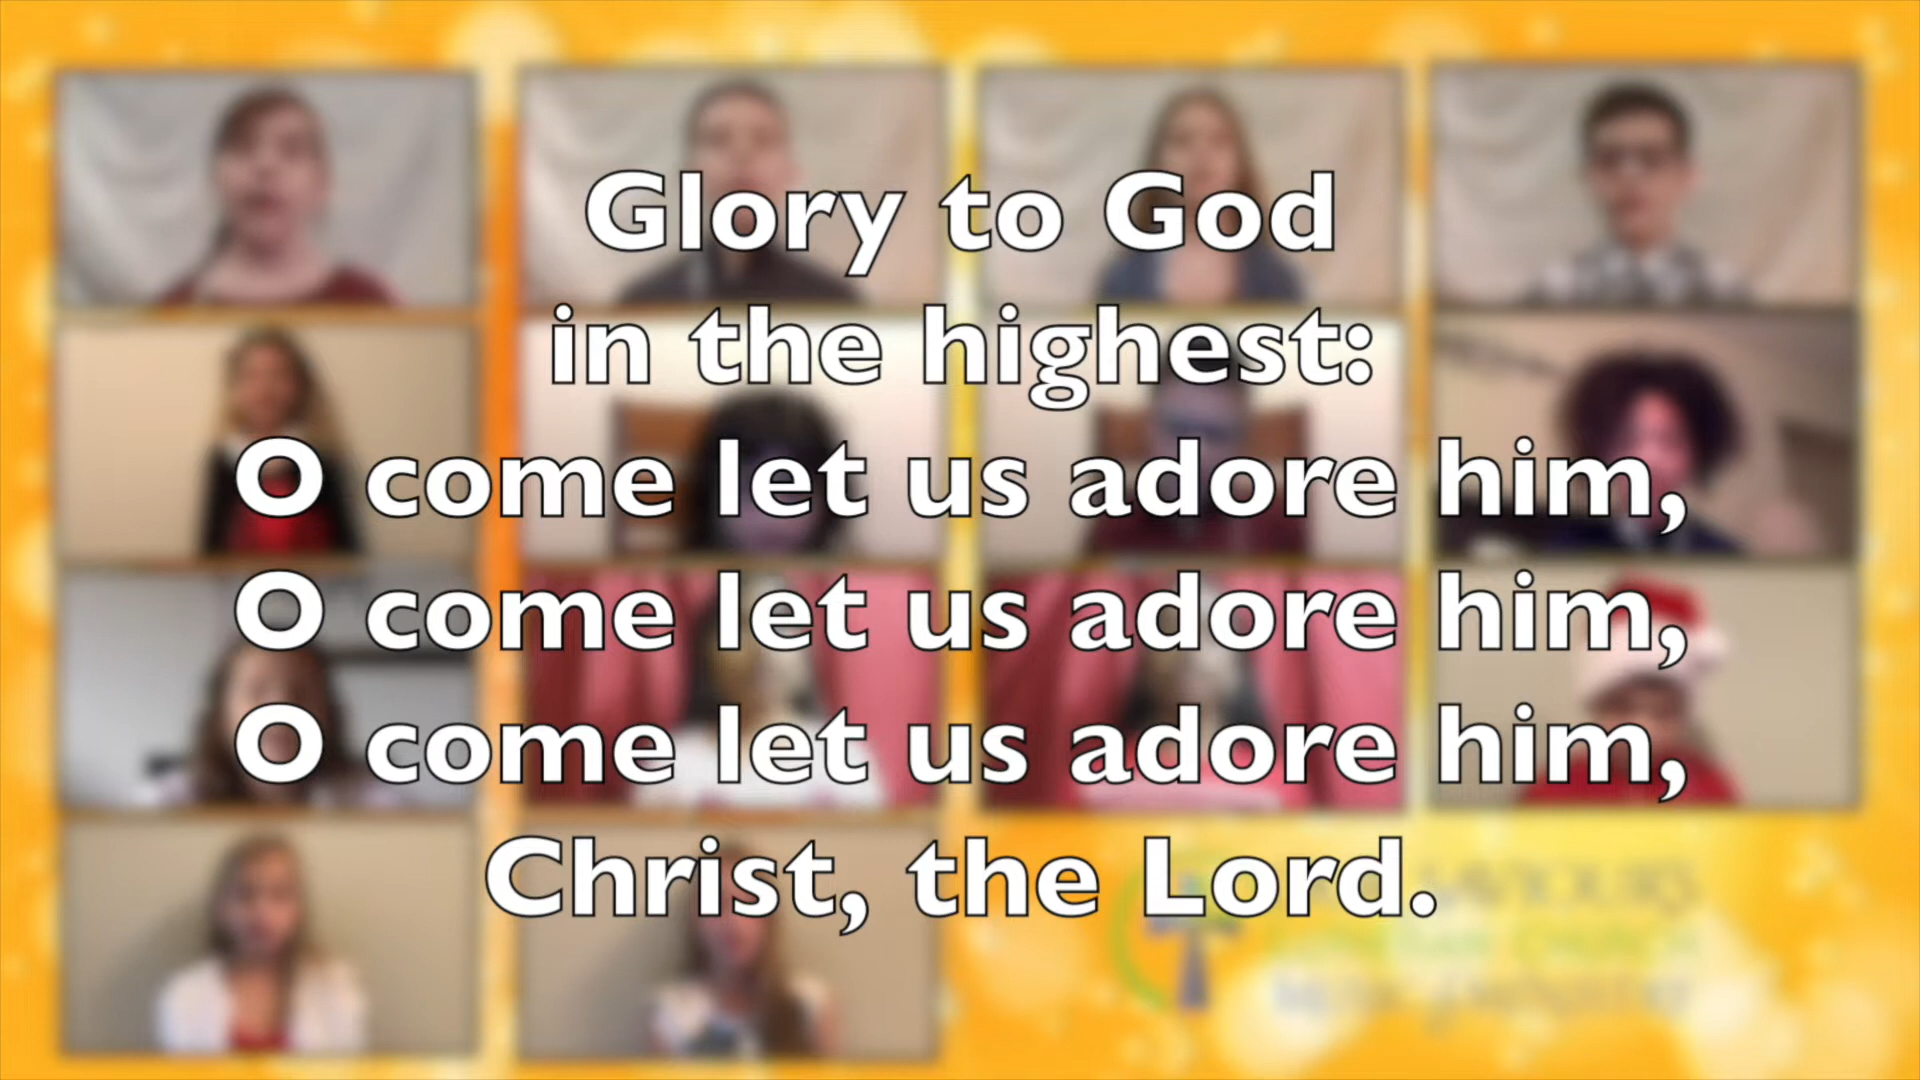 Glory to God
in the highest:
O come let us adore him,
O come let us adore him,
O come let us adore him,
Christ, the Lord.